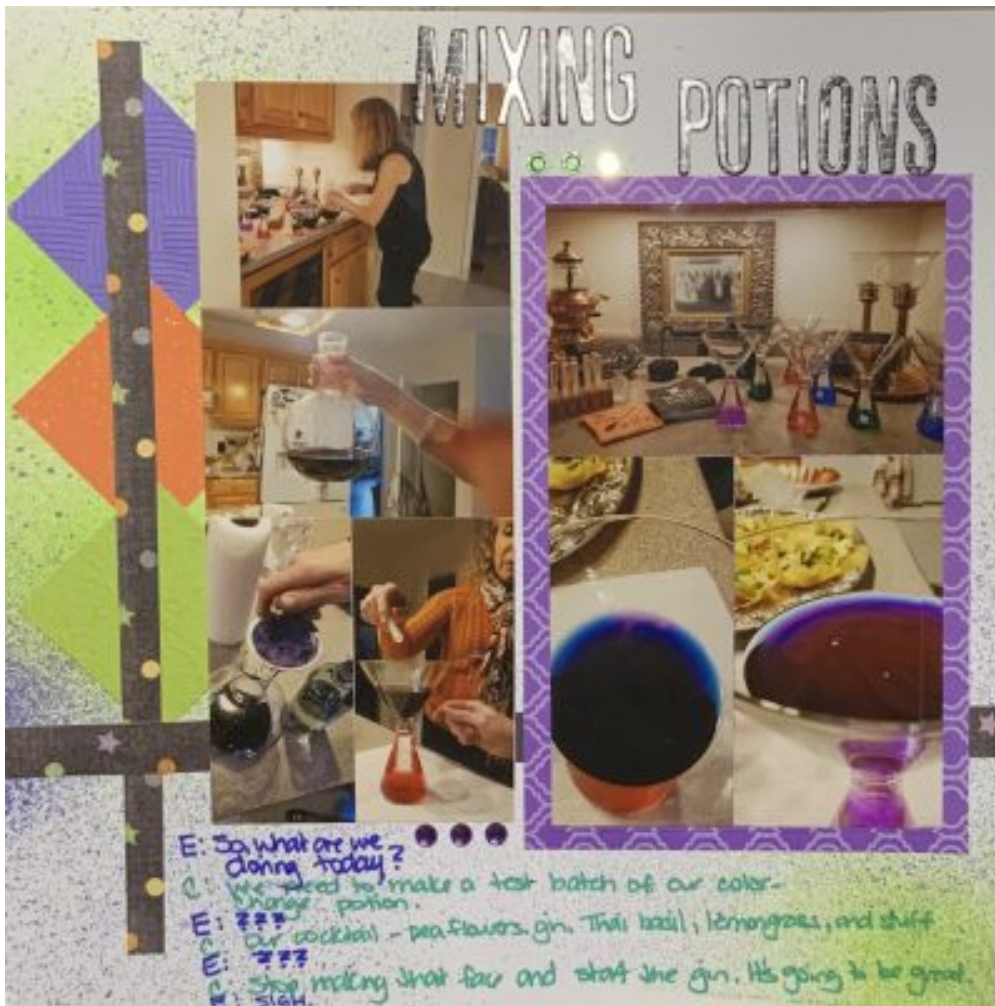 MIXING
POTIONS
E: So, what are we
doing today?
C: We need to make a test batch of our color-
change potion.
E: ???
C: Our cocktail - pea flowers, gin, Thai basil, lemongrass, and stuff
E: ???
C: Stop making that face and start the gin. It's going to be great.
E: SIGH.